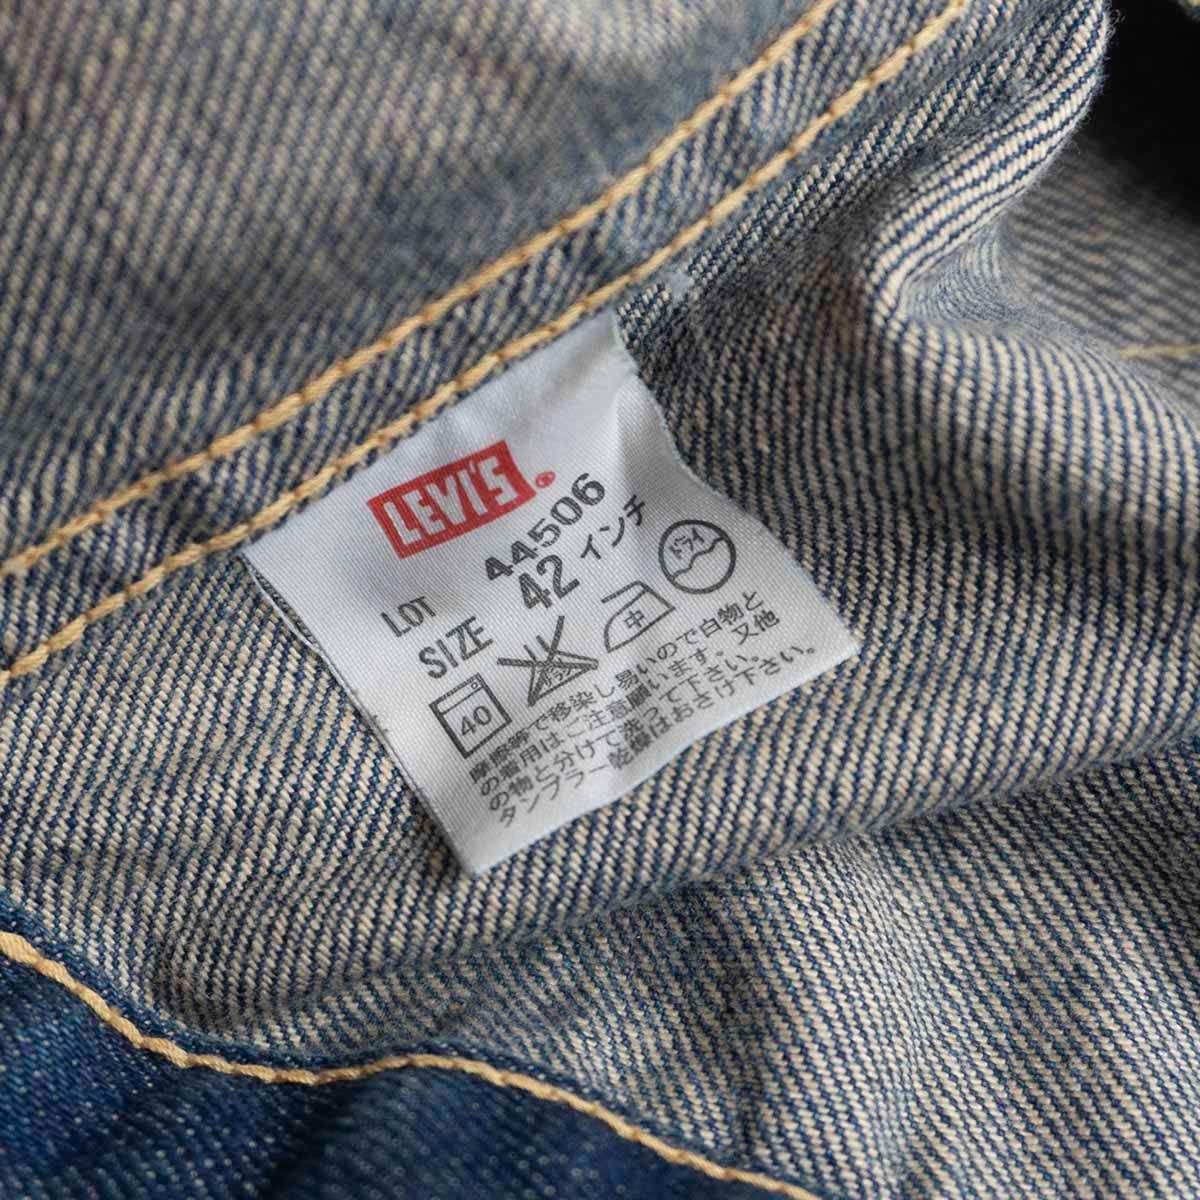 LEVI'S®
LOT 44506
SIZE 42 インチ
40 中 ドライ
摩擦等で移染し易いので白物と
の着用はご注意願います。又他
の物と分けて洗って下さい。
タンブラー乾燥はおさけ下さい。